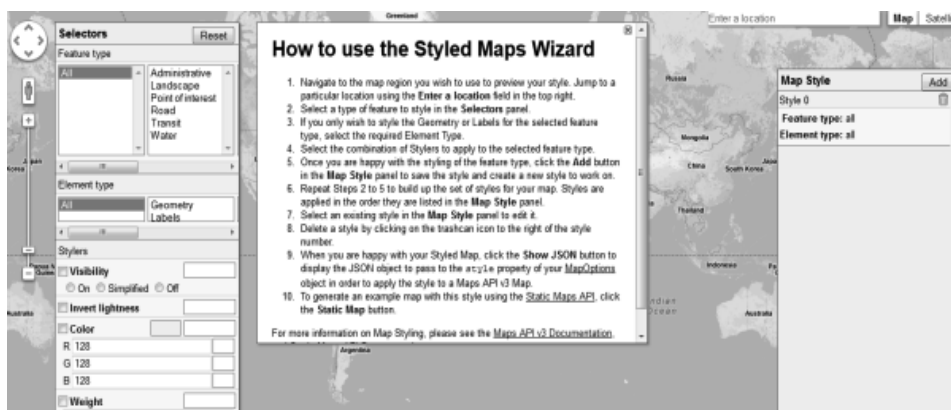 Greenland
Enter a location
Map
Selectors
Reset
Feature type
All
Administrative
Landscape
Point of interest
Road
Transit
Water
Element type
All
Geometry
Labels
Stylers
Visibility
On Simplified Off
Invert lightness
Color
R 128
G 128
B 128
Weight
How to use the Styled Maps Wizard
1. Navigate to the map region you wish to use to preview your style. Jump to a
particular location using the Enter a location field in the top right.
2. Select a type of feature to style in the Selectors panel.
3. If you only wish to style the Geometry or Labels for the selected feature
type, select the required Element Type.
4. Select the combination of Stylers to apply to the selected feature type.
5. Once you are happy with the styling of the feature type, click the Add button
in the Map Style panel to save the style and create a new style to work on.
6. Repeat Steps 2 to 5 to build up the set of styles for your map. Styles are
applied in the order they are listed in the Map Style panel.
7. Select an existing style in the Map Style panel to edit it.
8. Delete a style by clicking on the trashcan icon to the right of the style
number.
9. When you are happy with your Styled Map, click the Show JSON button to
display the JSON object to pass to the style property of your MapOptions
object in order to apply the style to a Maps API v3 Map.
10. To generate an example map with this style using the Static Maps API, click
the Static Map button.
For more information on Map Styling, please see the Maps API v3 Documentation.
Argentina
Russia
Mongolia
China
South Korea
Thailand
Indonesia
Ocean
Australia
Map Style
Add
Style 0
Feature type: all
Element type: all